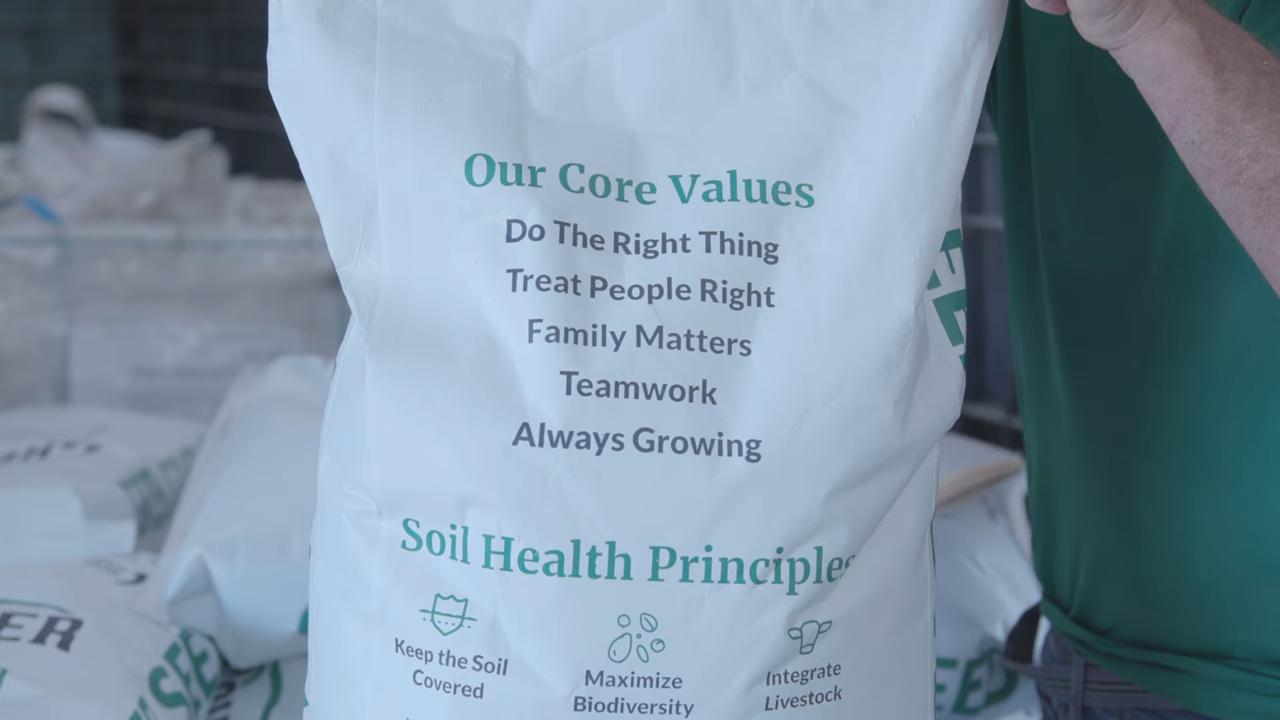 Our Core Values
Do The Right Thing
Treat People Right
Family Matters
Teamwork
Always Growing
Soil Health Principles
Keep the Soil
Covered
Maximize
Biodiversity
Integrate
Livestock
SEED